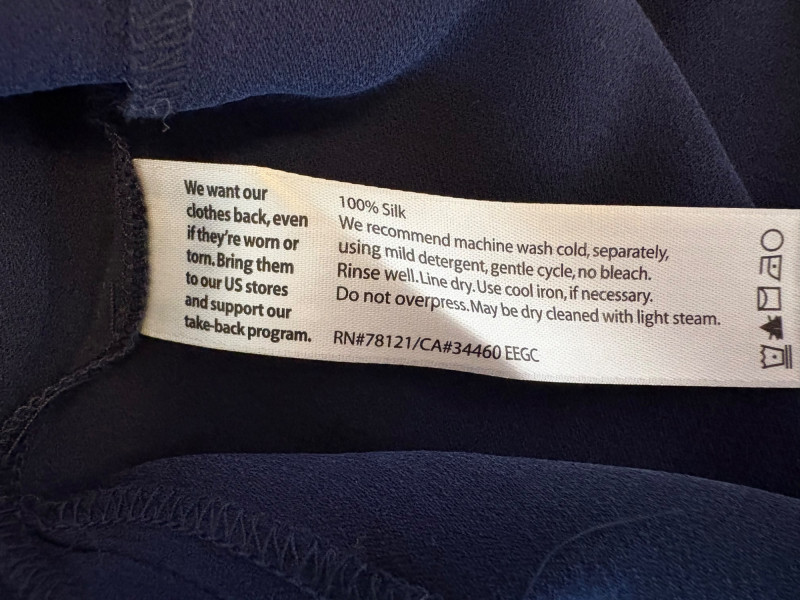 We want our
clothes back, even
if they're worn or
torn. Bring them
to our US stores
and support our
take-back program.
100% Silk
We recommend machine wash cold, separately,
using mild detergent, gentle cycle, no bleach.
Rinse well. Line dry. Use cool iron, if necessary.
Do not overpress. May be dry cleaned with light steam.
RN#78121/CA#34460 EEGC